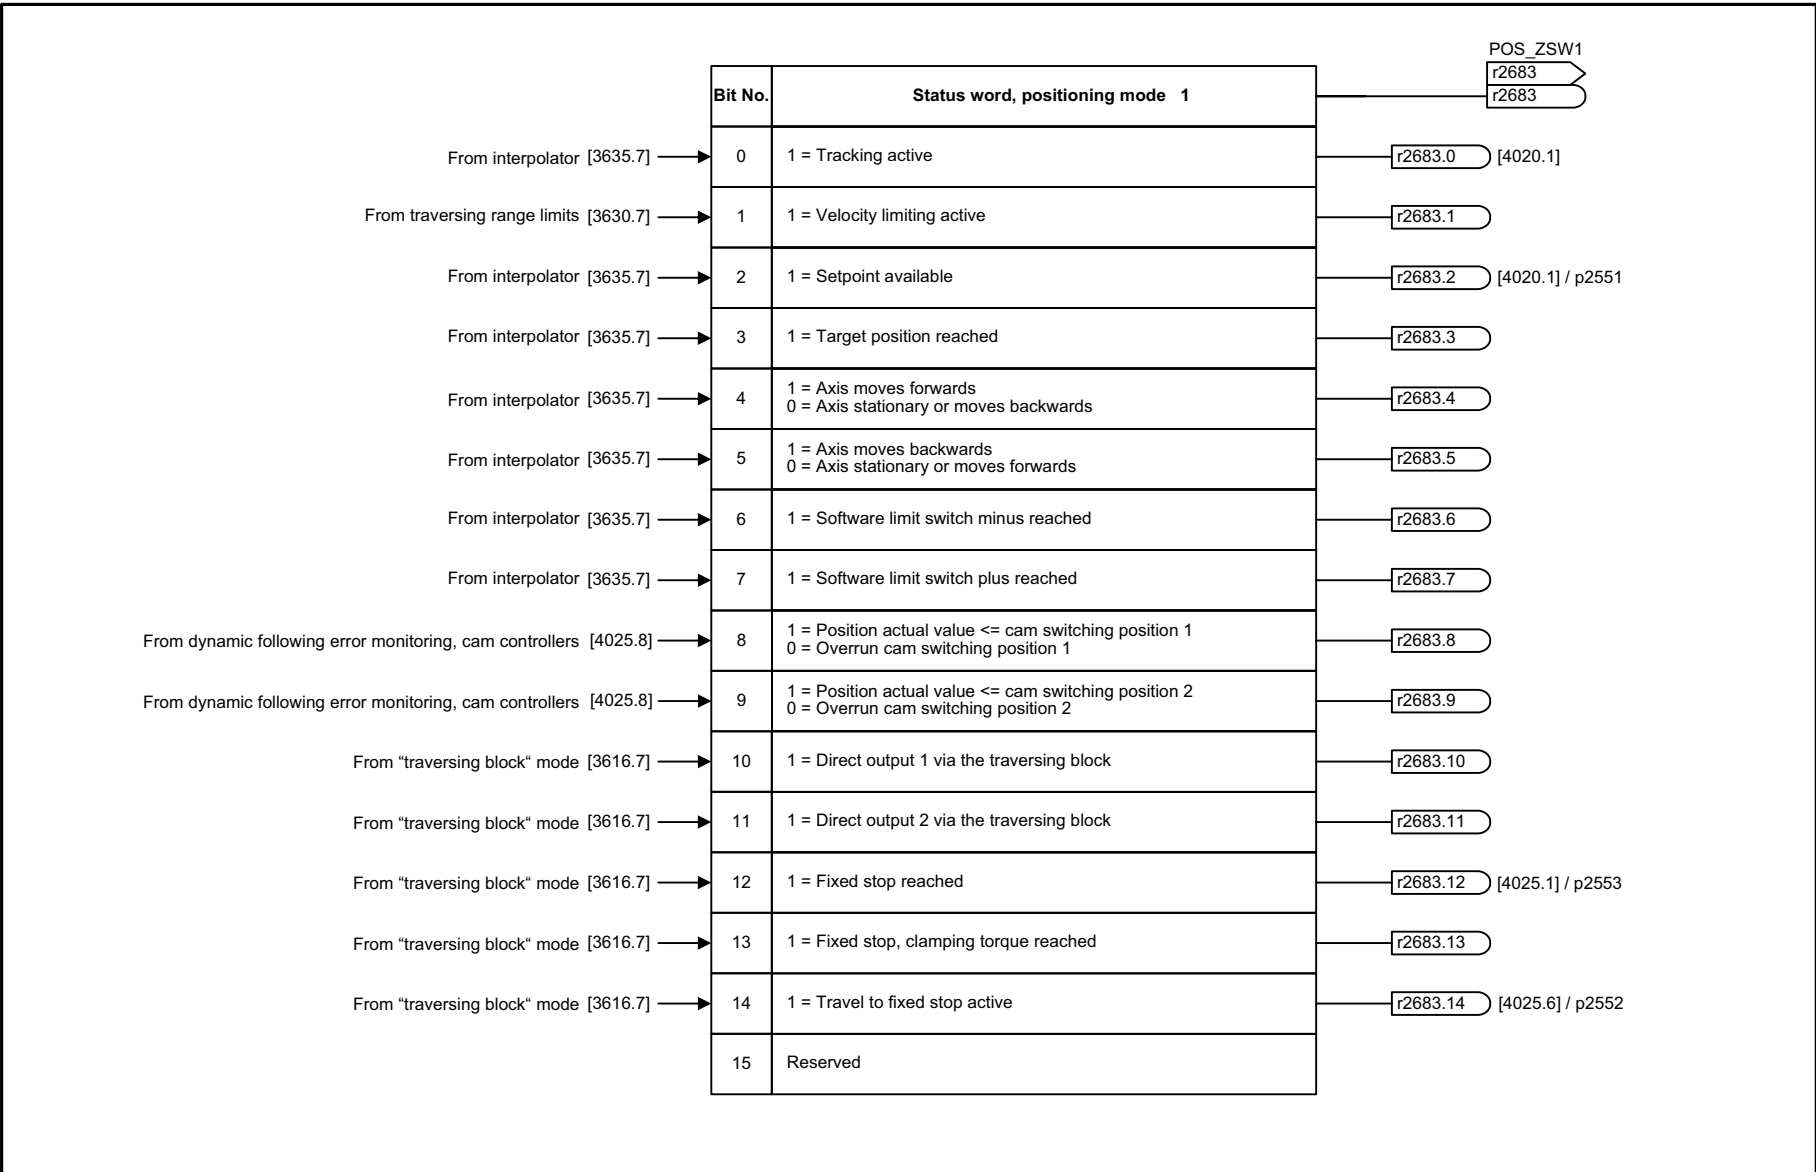 POS_ZSW1
r2683
r2683
Bit No. Status word, positioning mode 1
From interpolator [3635.7] 0 1 = Tracking active r2683.0 [4020.1]
From traversing range limits [3630.7] 1 1 = Velocity limiting active r2683.1
From interpolator [3635.7] 2 1 = Setpoint available r2683.2 [4020.1] / p2551
From interpolator [3635.7] 3 1 = Target position reached r2683.3
From interpolator [3635.7] 4 1 = Axis moves forwards
0 = Axis stationary or moves backwards r2683.4
From interpolator [3635.7] 5 1 = Axis moves backwards
0 = Axis stationary or moves forwards r2683.5
From interpolator [3635.7] 6 1 = Software limit switch minus reached r2683.6
From interpolator [3635.7] 7 1 = Software limit switch plus reached r2683.7
From dynamic following error monitoring, cam controllers [4025.8] 8 1 = Position actual value <= cam switching position 1
0 = Overrun cam switching position 1 r2683.8
From dynamic following error monitoring, cam controllers [4025.8] 9 1 = Position actual value <= cam switching position 2
0 = Overrun cam switching position 2 r2683.9
From “traversing block“ mode [3616.7] 10 1 = Direct output 1 via the traversing block r2683.10
From “traversing block“ mode [3616.7] 11 1 = Direct output 2 via the traversing block r2683.11
From “traversing block“ mode [3616.7] 12 1 = Fixed stop reached r2683.12 [4025.1] / p2553
From “traversing block“ mode [3616.7] 13 1 = Fixed stop, clamping torque reached r2683.13
From “traversing block“ mode [3616.7] 14 1 = Travel to fixed stop active r2683.14 [4025.6] / p2552
15 Reserved